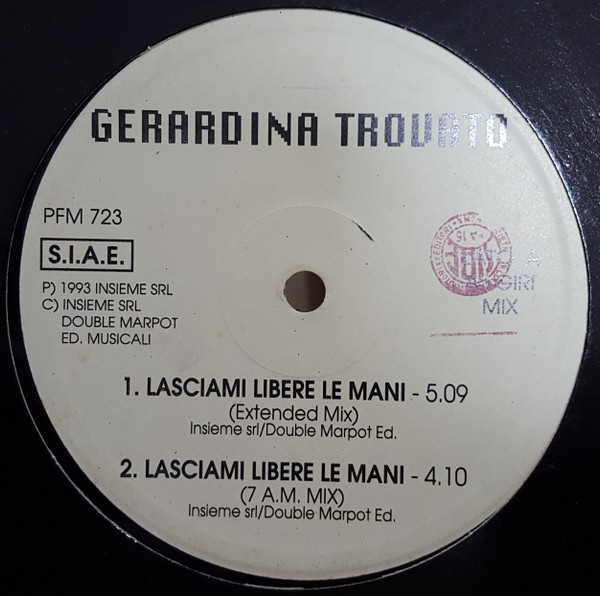 GERARDINA TROVATO
PFM 723
S.I.A.E.
P) 1993 INSIEME SRL
C) INSIEME SRL
DOUBLE MARPOT
ED. MUSICALI
A
GIRI
MIX
1. LASCIAMI LIBERE LE MANI - 5.09
(Extended Mix)
Insieme srl/Double Marpot Ed.
2. LASCIAMI LIBERE LE MANI - 4.10
(7 A.M. MIX)
Insieme srl/Double Marpot Ed.